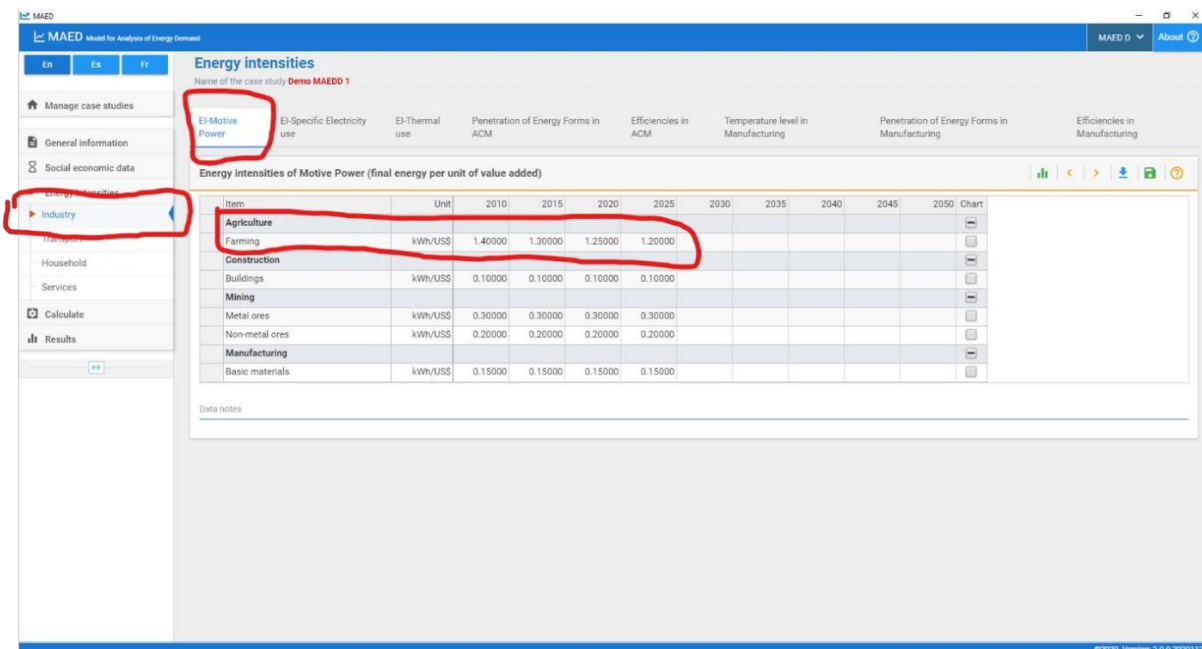 MAED
MAED Model for Analysis of Energy Demand
MAED D
About
En Es Fr
Manage case studies
General information
Social economic data
Energy intensities
Industry
Transport
Household
Services
Calculate
Results
Energy intensities
Name of the case study Demo MAEDD 1
EI-Motive Power
EI-Specific Electricity use
EI-Thermal use
Penetration of Energy Forms in ACM
Efficiencies in ACM
Temperature level in Manufacturing
Penetration of Energy Forms in Manufacturing
Efficiencies in Manufacturing
Energy intensities of Motive Power (final energy per unit of value added)
Item Unit 2010 2015 2020 2025 2030 2035 2040 2045 2050 Chart
Agriculture
Farming kWh/US$ 1.40000 1.30000 1.25000 1.20000
Construction
Buildings kWh/US$ 0.10000 0.10000 0.10000 0.10000
Mining
Metal ores kWh/US$ 0.30000 0.30000 0.30000 0.30000
Non-metal ores kWh/US$ 0.20000 0.20000 0.20000 0.20000
Manufacturing
Basic materials kWh/US$ 0.15000 0.15000 0.15000 0.15000
Data notes